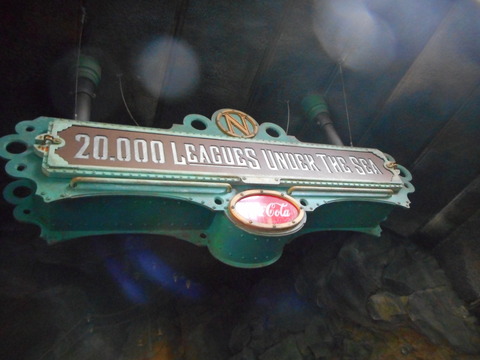 N
20.000 LEAGUES UNDER THE SEA
Coca-Cola